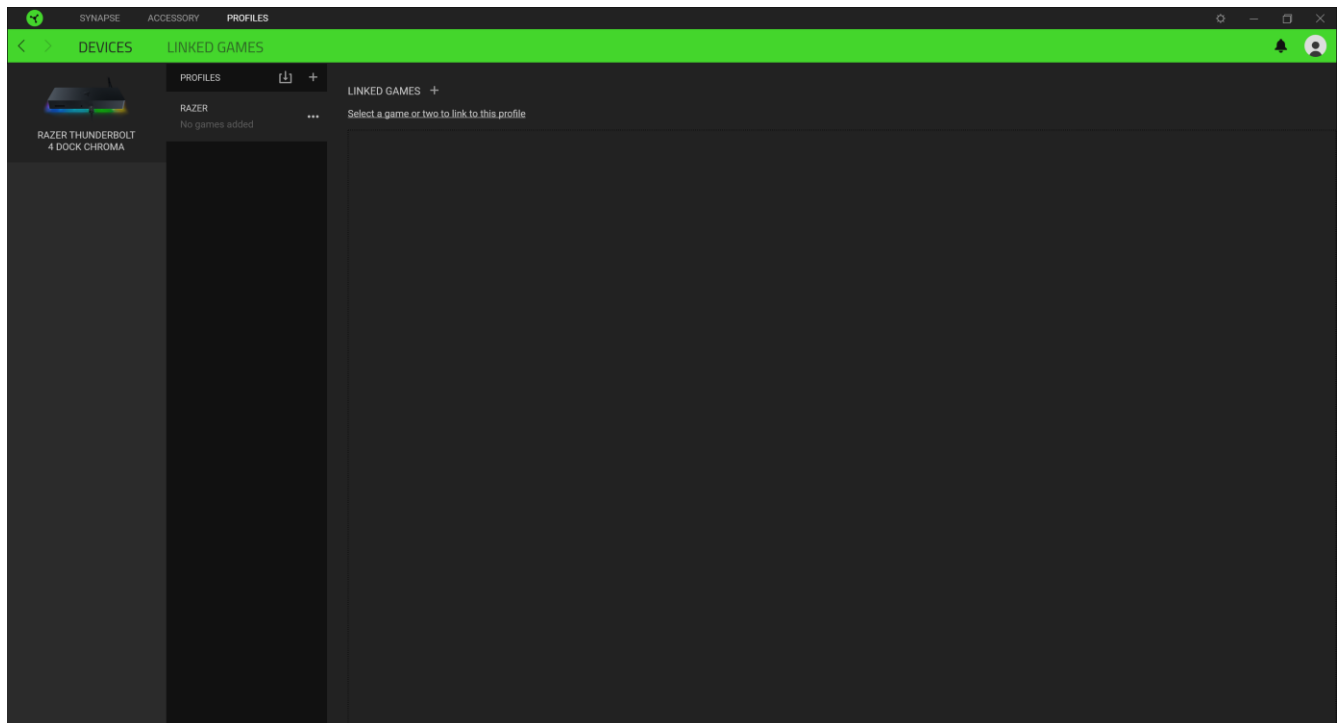 SYNAPSE ACCESSORY PROFILES
DEVICES LINKED GAMES
RAZER THUNDERBOLT
4 DOCK CHROMA
PROFILES
RAZER
No games added
LINKED GAMES
Select a game or two to link to this profile